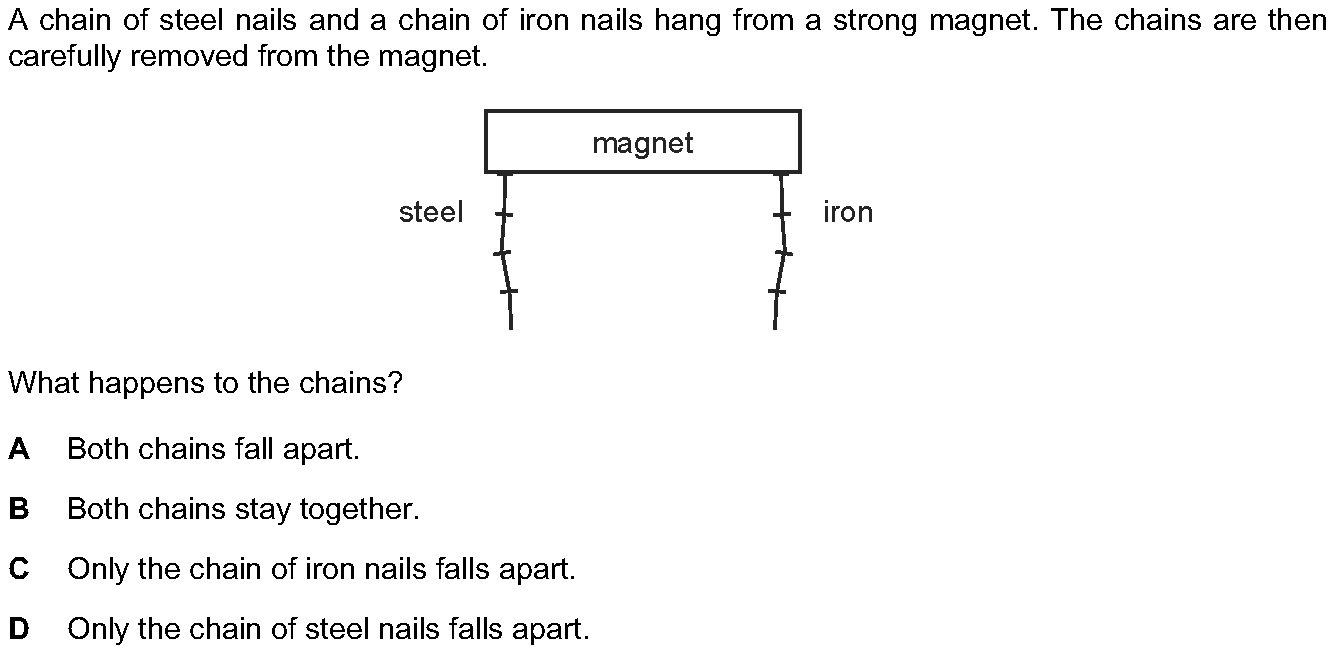 A chain of steel nails and a chain of iron nails hang from a strong magnet. The chains are then
carefully removed from the magnet.
magnet
steel
iron
What happens to the chains?
A Both chains fall apart.
B Both chains stay together.
C Only the chain of iron nails falls apart.
D Only the chain of steel nails falls apart.